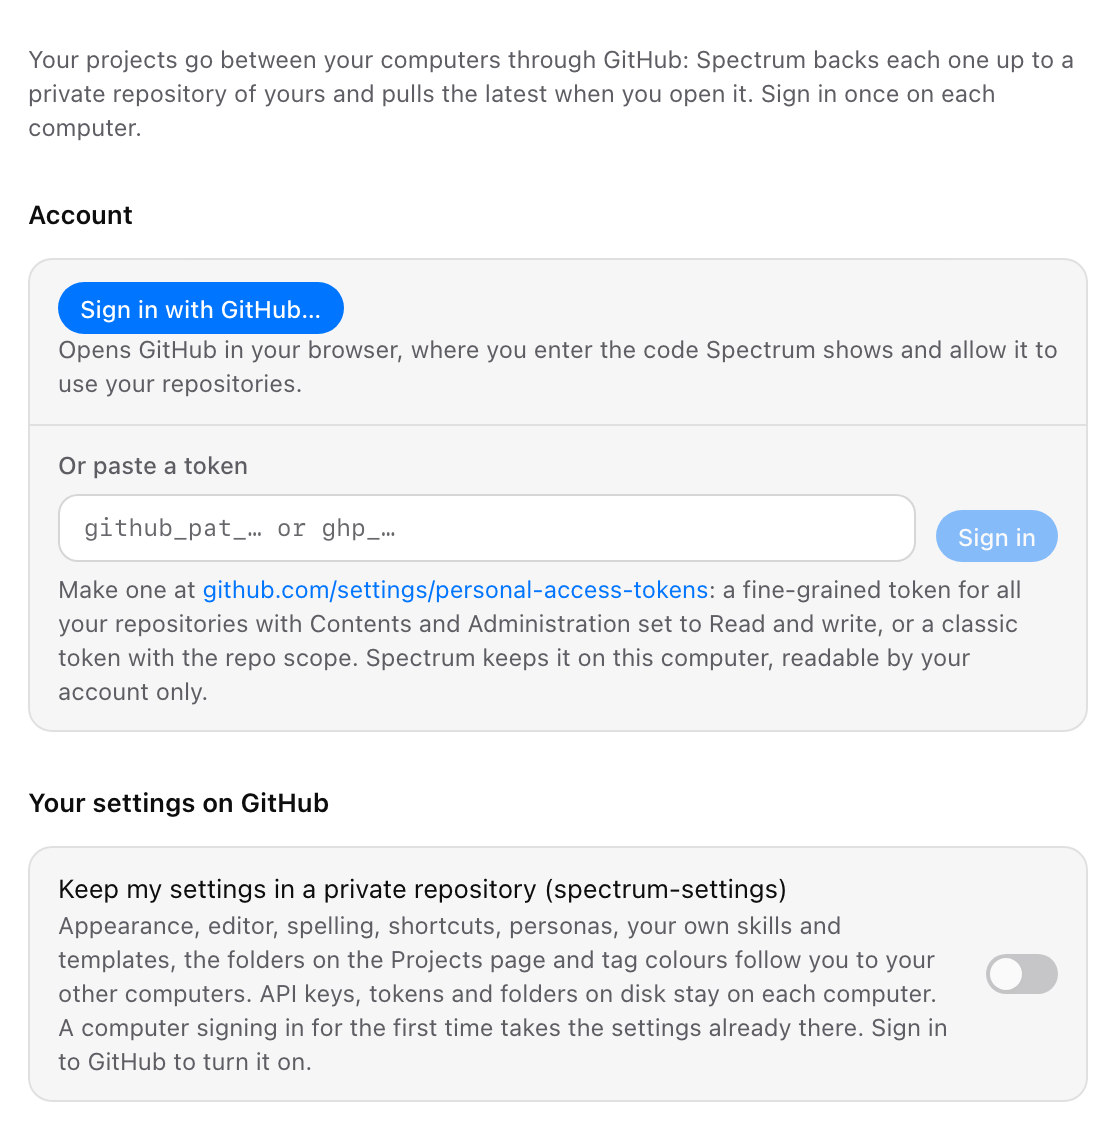 Your projects go between your computers through GitHub: Spectrum backs each one up to a
private repository of yours and pulls the latest when you open it. Sign in once on each
computer.
Account
Sign in with GitHub...
Opens GitHub in your browser, where you enter the code Spectrum shows and allow it to
use your repositories.
Or paste a token
github_pat_… or ghp_…
Sign in
Make one at github.com/settings/personal-access-tokens: a fine-grained token for all
your repositories with Contents and Administration set to Read and write, or a classic
token with the repo scope. Spectrum keeps it on this computer, readable by your
account only.
Your settings on GitHub
Keep my settings in a private repository (spectrum-settings)
Appearance, editor, spelling, shortcuts, personas, your own skills and
templates, the folders on the Projects page and tag colours follow you to your
other computers. API keys, tokens and folders on disk stay on each computer.
A computer signing in for the first time takes the settings already there. Sign in
to GitHub to turn it on.